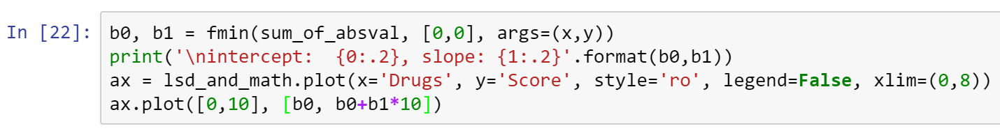 In [22]: b0, b1 = fmin(sum_of_absval, [0,0], args=(x,y))
print('\nintercept:  {0:.2}, slope: {1:.2}'.format(b0,b1))
ax = lsd_and_math.plot(x='Drugs', y='Score', style='ro', legend=False, xlim=(0,8))
ax.plot([0,10], [b0, b0+b1*10])